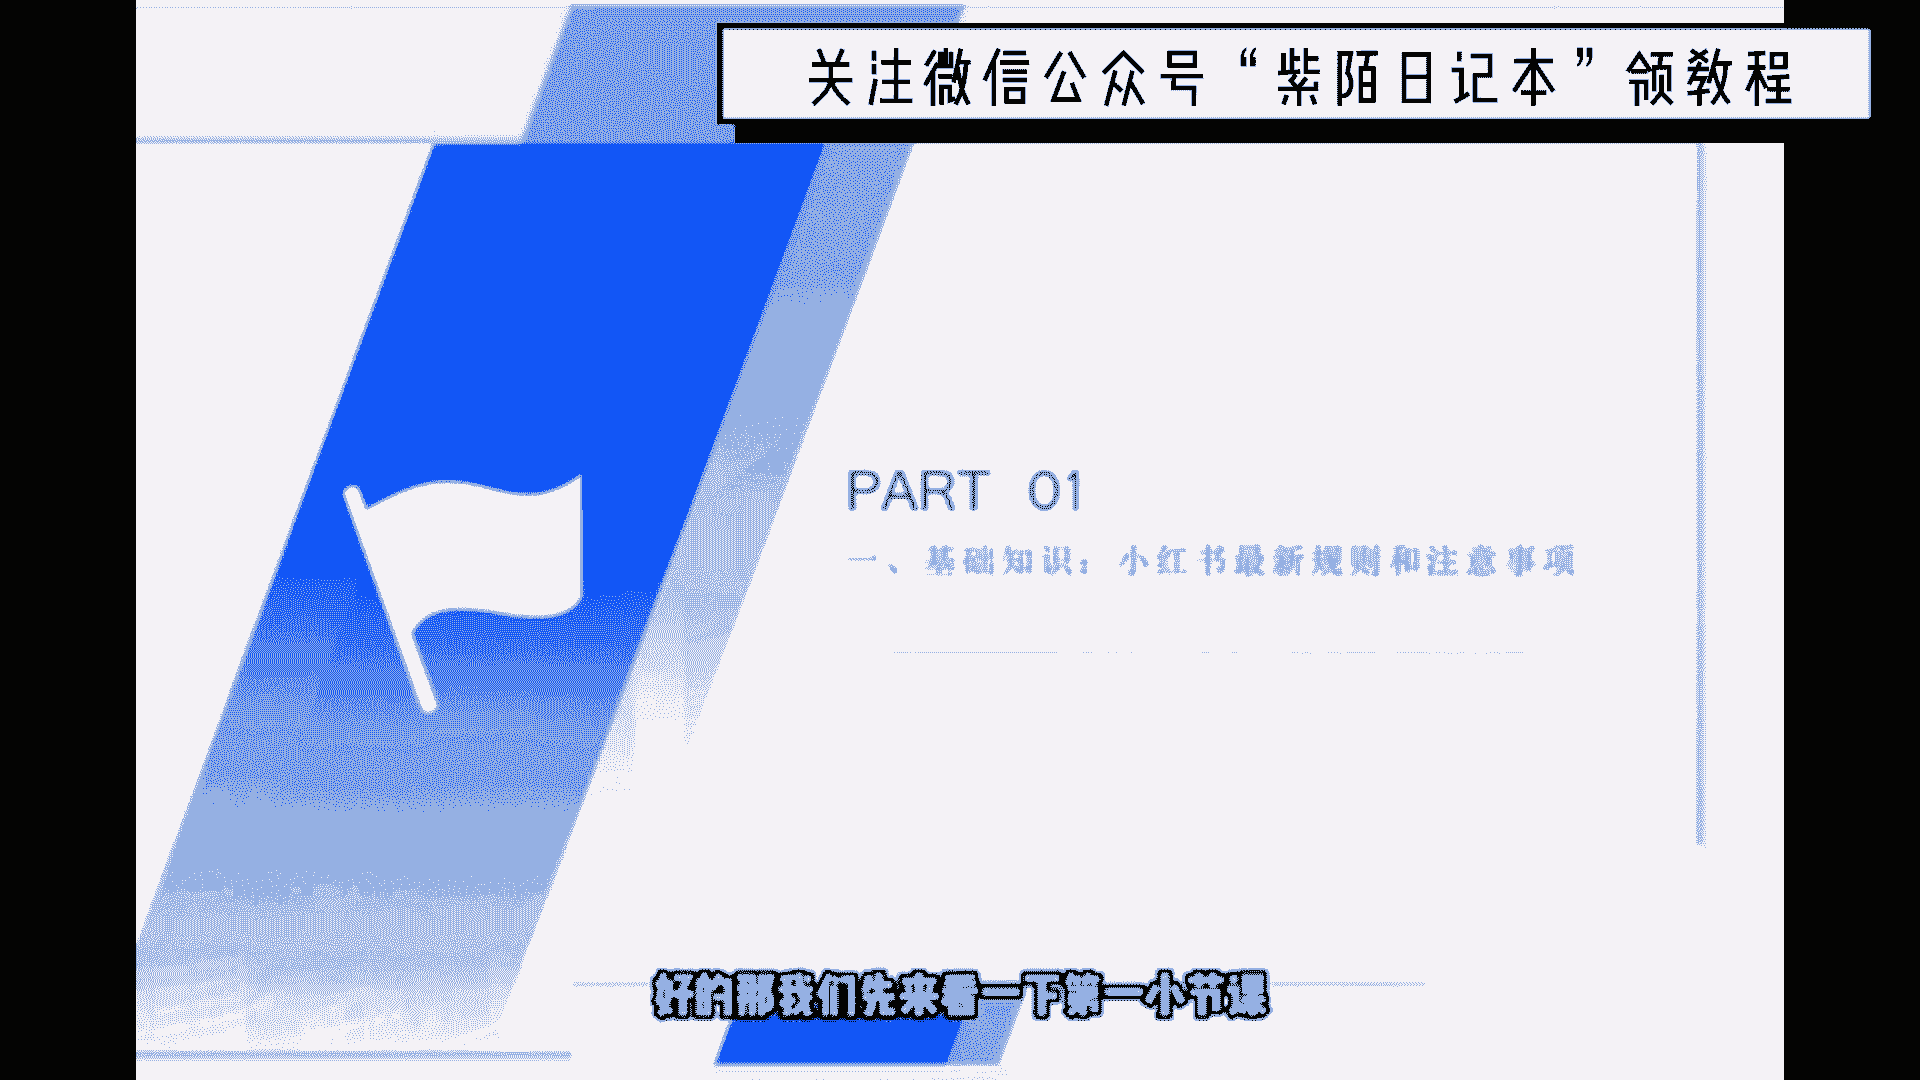 关注微信公众号“紫陌日记本”领教程
PART 01
一、基础知识：小红书最新规则和注意事项
好的那我们先来看一下第一小节课